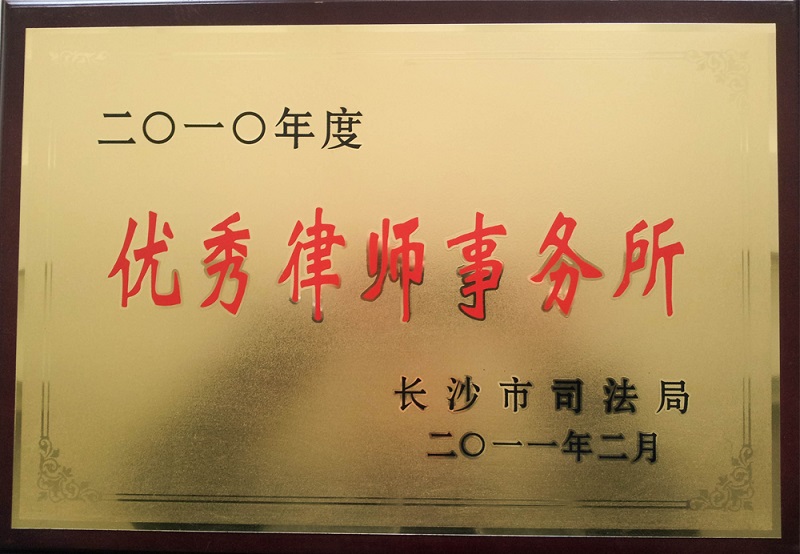 二〇一〇年度
优秀律师事务所
长沙市司法局
二〇一一年二月